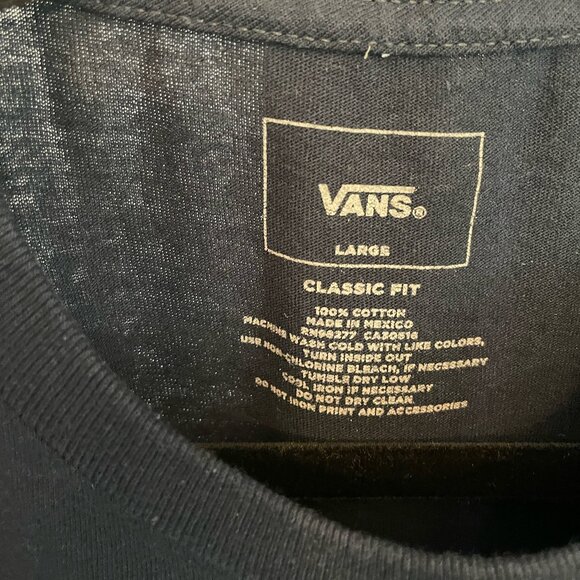 VANS®
LARGE
CLASSIC FIT
100% COTTON
MADE IN MEXICO
RN96277 CA30516
MACHINE WASH COLD WITH LIKE COLORS,
TURN INSIDE OUT
USE NON-CHLORINE BLEACH, IF NECESSARY
TUMBLE DRY LOW
COOL IRON IF NECESSARY
DO NOT DRY CLEAN
DO NOT IRON PRINT AND ACCESSORIES